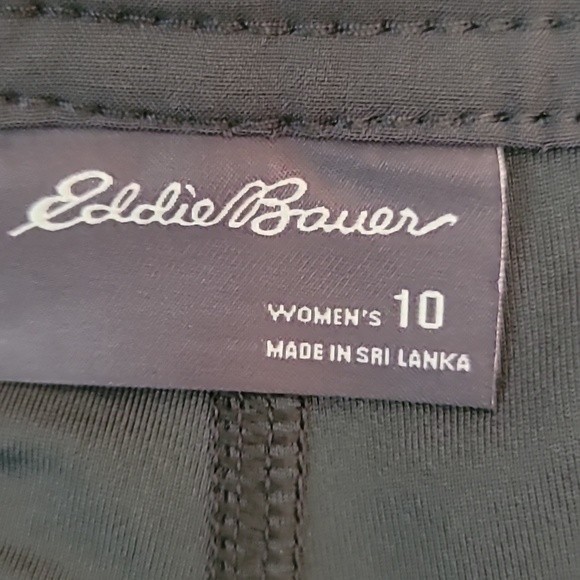 Eddie Bauer
WOMEN'S 10
MADE IN SRI LANKA